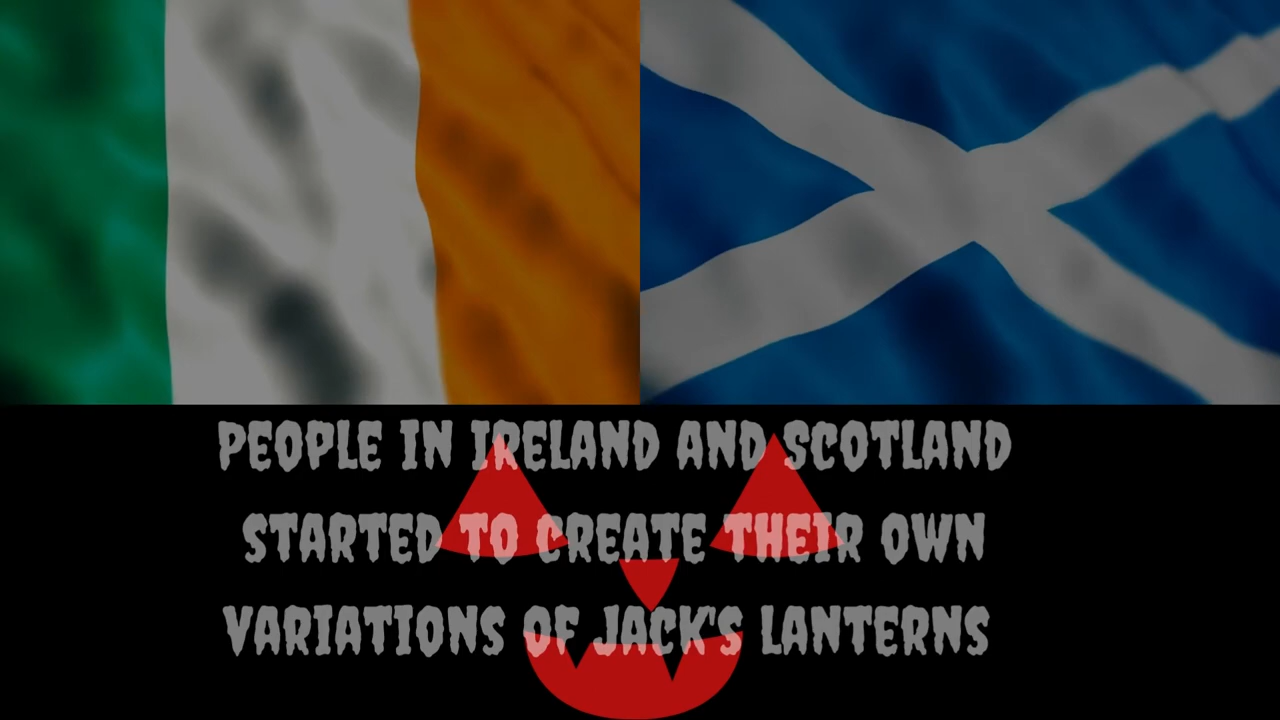 PEOPLE IN IRELAND AND SCOTLAND
STARTED TO CREATE THEIR OWN
VARIATIONS OF JACK'S LANTERNS